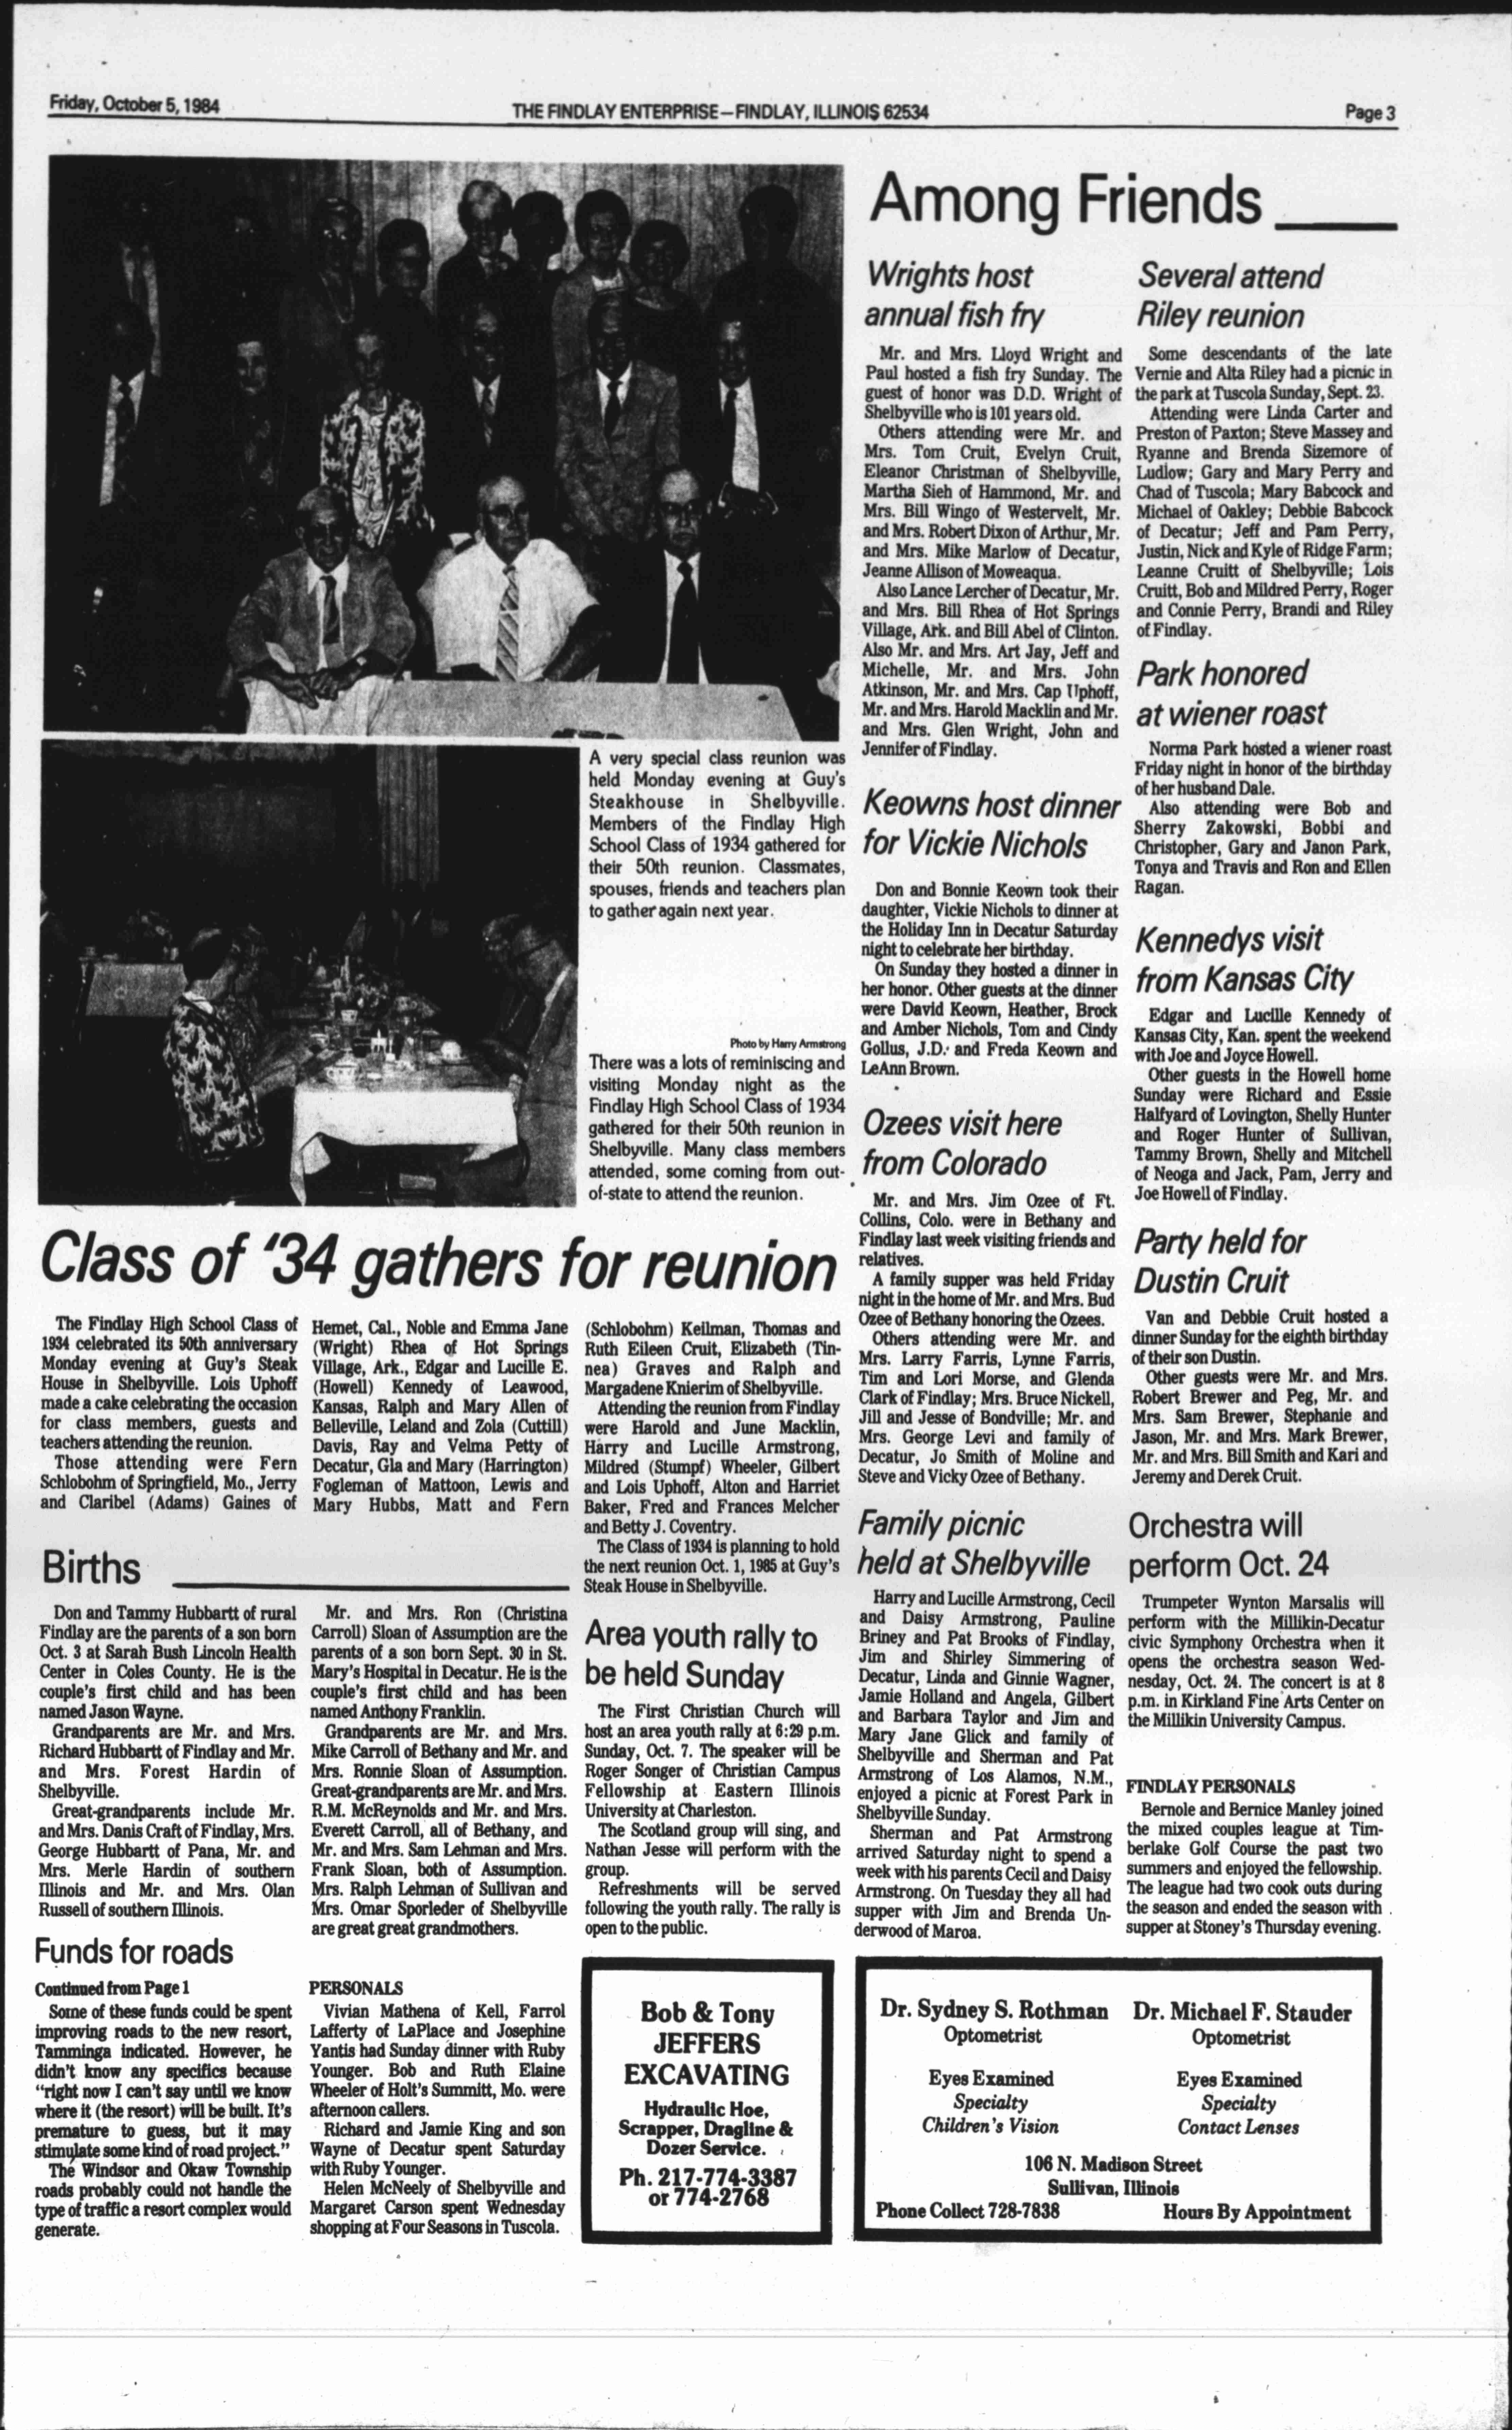 Friday, October 5, 1984
THE FINDLAY ENTERPRISE—FINDLAY, ILLINOIS 62534
Page 3
A very special class reunion was
held Monday evening at Guy's
Steakhouse in Shelbyville.
Members of the Findlay High
School Class of 1934 gathered for
their 50th reunion. Classmates,
spouses, friends and teachers plan
to gather again next year.
Photo by Harry Armstrong
There was a lots of reminiscing and
visiting Monday night as the
Findlay High School Class of 1934
gathered for their 50th reunion in
Shelbyville. Many class members
attended, some coming from out-
of-state to attend the reunion.
Class of '34 gathers for reunion
The Findlay High School Class of
1934 celebrated its 50th anniversary
Monday evening at Guy's Steak
House in Shelbyville. Lois Uphoff
made a cake celebrating the occasion
for class members, guests and
teachers attending the reunion.
Those attending were Fern
Schlobohm of Springfield, Mo., Jerry
and Claribel (Adams) Gaines of
Hemet, Cal., Noble and Emma Jane
(Wright) Rhea of Hot Springs
Village, Ark., Edgar and Lucille E.
(Howell) Kennedy of Leawood,
Kansas, Ralph and Mary Allen of
Belleville, Leland and Zola (Cuttill)
Davis, Ray and Velma Petty of
Decatur, Gla and Mary (Harrington)
Fogleman of Mattoon, Lewis and
Mary Hubbs, Matt and Fern
(Schlobohm) Keilman, Thomas and
Ruth Eileen Cruit, Elizabeth (Tin-
nea) Graves and Ralph and
Margadene Knierim of Shelbyville.
Attending the reunion from Findlay
were Harold and June Macklin,
Harry and Lucille Armstrong,
Mildred (Stumpf) Wheeler, Gilbert
and Lois Uphoff, Alton and Harriet
Baker, Fred and Frances Melcher
and Betty J. Coventry.
The Class of 1934 is planning to hold
the next reunion Oct. 1, 1985 at Guy's
Steak House in Shelbyville.
Births
Don and Tammy Hubbartt of rural
Findlay are the parents of a son born
Oct. 3 at Sarah Bush Lincoln Health
Center in Coles County. He is the
couple's first child and has been
named Jason Wayne.
Grandparents are Mr. and Mrs.
Richard Hubbartt of Findlay and Mr.
and Mrs. Forest Hardin of
Shelbyville.
Great-grandparents include Mr.
and Mrs. Danis Craft of Findlay, Mrs.
George Hubbartt of Pana, Mr. and
Mrs. Merle Hardin of southern
Illinois and Mr. and Mrs. Olan
Russell of southern Illinois.
Mr. and Mrs. Ron (Christina
Carroll) Sloan of Assumption are the
parents of a son born Sept. 30 in St.
Mary's Hospital in Decatur. He is the
couple's first child and has been
named Anthony Franklin.
Grandparents are Mr. and Mrs.
Mike Carroll of Bethany and Mr. and
Mrs. Ronnie Sloan of Assumption.
Great-grandparents are Mr. and Mrs.
R.M. McReynolds and Mr. and Mrs.
Everett Carroll, all of Bethany, and
Mr. and Mrs. Sam Lehman and Mrs.
Frank Sloan, both of Assumption.
Mrs. Ralph Lehman of Sullivan and
Mrs. Omar Sporleder of Shelbyville
are great great grandmothers.
Funds for roads
Continued from Page 1
Some of these funds could be spent
improving roads to the new resort,
Tamminga indicated. However, he
didn't know any specifics because
"right now I can't say until we know
where it (the resort) will be built. It's
premature to guess, but it may
stimulate some kind of road project."
The Windsor and Okaw Township
roads probably could not handle the
type of traffic a resort complex would
generate.
PERSONALS
Vivian Mathena of Kell, Farrol
Lafferty of LaPlace and Josephine
Yantis had Sunday dinner with Ruby
Younger. Bob and Ruth Elaine
Wheeler of Holt's Summitt, Mo. were
afternoon callers.
Richard and Jamie King and son
Wayne of Decatur spent Saturday
with Ruby Younger.
Helen McNeely of Shelbyville and
Margaret Carson spent Wednesday
shopping at Four Seasons in Tuscola.
Area youth rally to
be held Sunday
The First Christian Church will
host an area youth rally at 6:29 p.m.
Sunday, Oct. 7. The speaker will be
Roger Songer of Christian Campus
Fellowship at Eastern Illinois
University at Charleston.
The Scotland group will sing, and
Nathan Jesse will perform with the
group.
Refreshments will be served
following the youth rally. The rally is
open to the public.
Bob & Tony
JEFFERS
EXCAVATING
Hydraulic Hoe,
Scrapper, Dragline &
Dozer Service.
Ph. 217-774-3387
or 774-2768
Among Friends
Wrights host
annual fish fry
Mr. and Mrs. Lloyd Wright and
Paul hosted a fish fry Sunday. The
guest of honor was D.D. Wright of
Shelbyville who is 101 years old.
Others attending were Mr. and
Mrs. Tom Cruit, Evelyn Cruit,
Eleanor Christman of Shelbyville,
Martha Sieh of Hammond, Mr. and
Mrs. Bill Wingo of Westervelt, Mr.
and Mrs. Robert Dixon of Arthur, Mr.
and Mrs. Mike Marlow of Decatur,
Jeanne Allison of Moweaqua.
Also Lance Lercher of Decatur, Mr.
and Mrs. Bill Rhea of Hot Springs
Village, Ark. and Bill Abel of Clinton.
Also Mr. and Mrs. Art Jay, Jeff and
Michelle, Mr. and Mrs. John
Atkinson, Mr. and Mrs. Cap Uphoff,
Mr. and Mrs. Harold Macklin and Mr.
and Mrs. Glen Wright, John and
Jennifer of Findlay.
Keowns host dinner
for Vickie Nichols
Don and Bonnie Keown took their
daughter, Vickie Nichols to dinner at
the Holiday Inn in Decatur Saturday
night to celebrate her birthday.
On Sunday they hosted a dinner in
her honor. Other guests at the dinner
were David Keown, Heather, Brock
and Amber Nichols, Tom and Cindy
Gollus, J.D. and Freda Keown and
LeAnn Brown.
Ozees visit here
from Colorado
Mr. and Mrs. Jim Ozee of Ft.
Collins, Colo. were in Bethany and
Findlay last week visiting friends and
relatives.
A family supper was held Friday
night in the home of Mr. and Mrs. Bud
Ozee of Bethany honoring the Ozees.
Others attending were Mr. and
Mrs. Larry Farris, Lynne Farris,
Tim and Lori Morse, and Glenda
Clark of Findlay; Mrs. Bruce Nickell,
Jill and Jesse of Bondville; Mr. and
Mrs. George Levi and family of
Decatur, Jo Smith of Moline and
Steve and Vicky Ozee of Bethany.
Family picnic
held at Shelbyville
Harry and Lucille Armstrong, Cecil
and Daisy Armstrong, Pauline
Briney and Pat Brooks of Findlay,
Jim and Shirley Simmering of
Decatur, Linda and Ginnie Wagner,
Jamie Holland and Angela, Gilbert
and Barbara Taylor and Jim and
Mary Jane Glick and family of
Shelbyville and Sherman and Pat
Armstrong of Los Alamos, N.M.,
enjoyed a picnic at Forest Park in
Shelbyville Sunday.
Sherman and Pat Armstrong
arrived Saturday night to spend a
week with his parents Cecil and Daisy
Armstrong. On Tuesday they all had
supper with Jim and Brenda Un-
derwood of Maroa.
Several attend
Riley reunion
Some descendants of the late
Vernie and Alta Riley had a picnic in
the park at Tuscola Sunday, Sept. 23.
Attending were Linda Carter and
Preston of Paxton; Steve Massey and
Ryanne and Brenda Sizemore of
Ludlow; Gary and Mary Perry and
Chad of Tuscola; Mary Babcock and
Michael of Oakley; Debbie Babcock
of Decatur; Jeff and Pam Perry,
Justin, Nick and Kyle of Ridge Farm;
Leanne Cruitt of Shelbyville; Lois
Cruitt, Bob and Mildred Perry, Roger
and Connie Perry, Brandi and Riley
of Findlay.
Park honored
at wiener roast
Norma Park hosted a wiener roast
Friday night in honor of the birthday
of her husband Dale.
Also attending were Bob and
Sherry Zakowski, Bobbi and
Christopher, Gary and Janon Park,
Tonya and Travis and Ron and Ellen
Ragan.
Kennedys visit
from Kansas City
Edgar and Lucille Kennedy of
Kansas City, Kan. spent the weekend
with Joe and Joyce Howell.
Other guests in the Howell home
Sunday were Richard and Essie
Halfyard of Lovington, Shelly Hunter
and Roger Hunter of Sullivan,
Tammy Brown, Shelly and Mitchell
of Neoga and Jack, Pam, Jerry and
Joe Howell of Findlay.
Party held for
Dustin Cruit
Van and Debbie Cruit hosted a
dinner Sunday for the eighth birthday
of their son Dustin.
Other guests were Mr. and Mrs.
Robert Brewer and Peg, Mr. and
Mrs. Sam Brewer, Stephanie and
Jason, Mr. and Mrs. Mark Brewer,
Mr. and Mrs. Bill Smith and Kari and
Jeremy and Derek Cruit.
Orchestra will
perform Oct. 24
Trumpeter Wynton Marsalis will
perform with the Millikin-Decatur
civic Symphony Orchestra when it
opens the orchestra season Wed-
nesday, Oct. 24. The concert is at 8
p.m. in Kirkland Fine Arts Center on
the Millikin University Campus.
FINDLAY PERSONALS
Bernole and Bernice Manley joined
the mixed couples league at Tim-
berlake Golf Course the past two
summers and enjoyed the fellowship.
The league had two cook outs during
the season and ended the season with
supper at Stoney's Thursday evening.
Dr. Sydney S. Rothman
Optometrist
Eyes Examined
Specialty
Children's Vision
Dr. Michael F. Stauder
Optometrist
Eyes Examined
Specialty
Contact Lenses
106 N. Madison Street
Sullivan, Illinois
Phone Collect 728-7838
Hours By Appointment